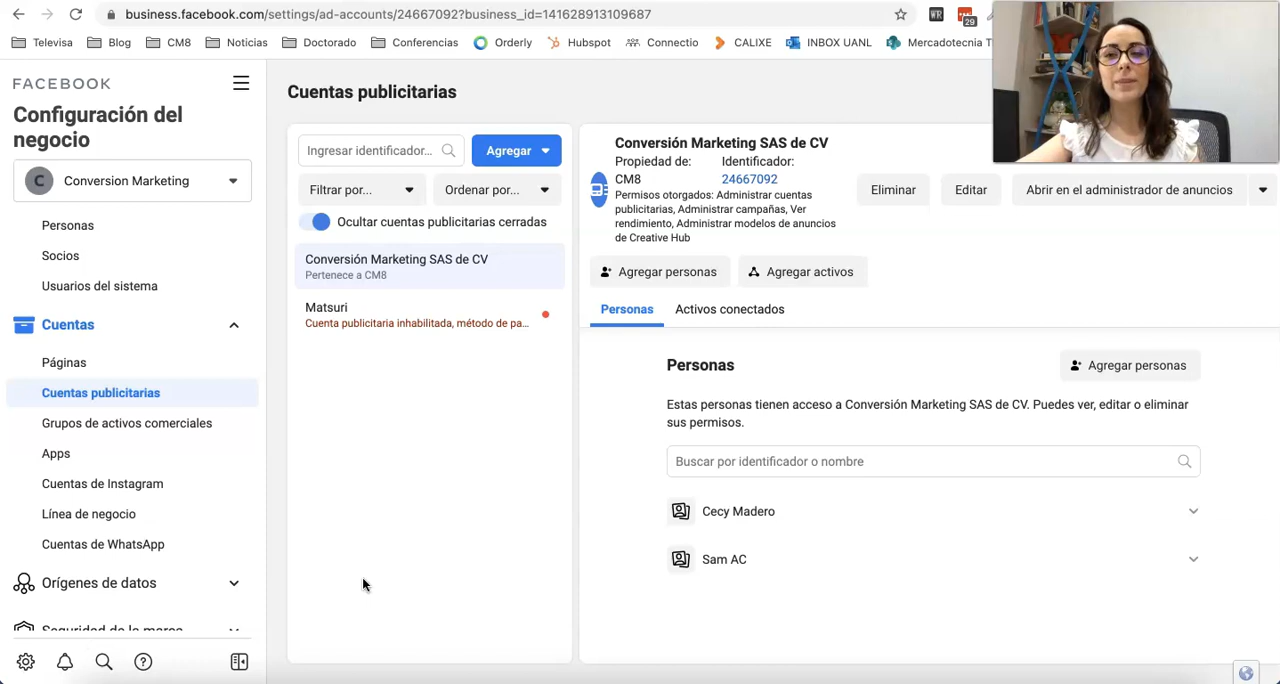 business.facebook.com/settings/ad-accounts/24667092?business_id=141628913109687
WR
29
Televisa
Blog
CM8
Noticias
Doctorado
Conferencias
Orderly
Hubspot
Connectio
CALIXE
INBOX UANL
Mercadotecnia T
FACEBOOK
Configuración del
negocio
C
Conversion Marketing
Personas
Socios
Usuarios del sistema
Cuentas
Páginas
Cuentas publicitarias
Grupos de activos comerciales
Apps
Cuentas de Instagram
Línea de negocio
Cuentas de WhatsApp
Orígenes de datos
Seguridad de la marca
Cuentas publicitarias
Ingresar identificador...
Agregar
Filtrar por...
Ordenar por...
Ocultar cuentas publicitarias cerradas
Conversión Marketing SAS de CV
Pertenece a CM8
Matsuri
Cuenta publicitaria inhabilitada, método de pa...
Conversión Marketing SAS de CV
Propiedad de: Identificador:
CM8 24667092
Permisos otorgados: Administrar cuentas
publicitarias, Administrar campañas, Ver
rendimiento, Administrar modelos de anuncios
de Creative Hub
Eliminar
Editar
Abrir en el administrador de anuncios
Agregar personas
Agregar activos
Personas
Activos conectados
Personas
Agregar personas
Estas personas tienen acceso a Conversión Marketing SAS de CV. Puedes ver, editar o eliminar
sus permisos.
Buscar por identificador o nombre
Cecy Madero
Sam AC